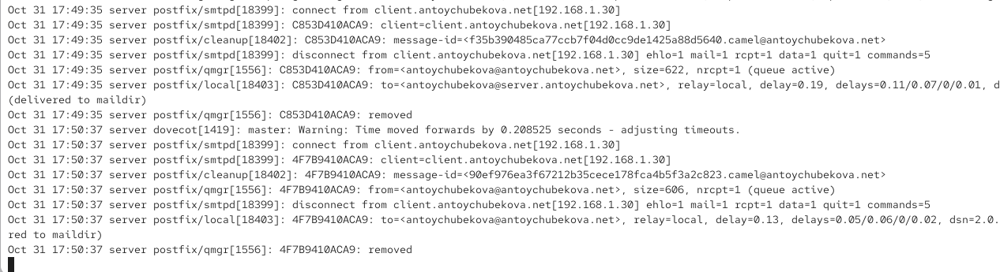 Oct 31 17:49:35 server postfix/smtpd[18399]: connect from client.antoychubekova.net[192.168.1.30]
Oct 31 17:49:35 server postfix/smtpd[18399]: C853D410ACA9: client=client.antoychubekova.net[192.168.1.30]
Oct 31 17:49:35 server postfix/cleanup[18402]: C853D410ACA9: message-id=<f35b390485ca77ccb7f04d0cc9de1425a88d5640.camel@antoychubekova.net>
Oct 31 17:49:35 server postfix/smtpd[18399]: disconnect from client.antoychubekova.net[192.168.1.30] ehlo=1 mail=1 rcpt=1 data=1 quit=1 commands=5
Oct 31 17:49:35 server postfix/qmgr[1556]: C853D410ACA9: from=<antoychubekova@antoychubekova.net>, size=622, nrcpt=1 (queue active)
Oct 31 17:49:35 server postfix/local[18403]: C853D410ACA9: to=<antoychubekova@server.antoychubekova.net>, relay=local, delay=0.19, delays=0.11/0.07/0/0.01, d
(delivered to maildir)
Oct 31 17:49:35 server postfix/qmgr[1556]: C853D410ACA9: removed
Oct 31 17:50:37 server dovecot[1419]: master: Warning: Time moved forwards by 0.208525 seconds - adjusting timeouts.
Oct 31 17:50:37 server postfix/smtpd[18399]: connect from client.antoychubekova.net[192.168.1.30]
Oct 31 17:50:37 server postfix/smtpd[18399]: 4F7B9410ACA9: client=client.antoychubekova.net[192.168.1.30]
Oct 31 17:50:37 server postfix/cleanup[18402]: 4F7B9410ACA9: message-id=<90ef976ea3f67212b35cece178fca4b5f3a2c823.camel@antoychubekova.net>
Oct 31 17:50:37 server postfix/qmgr[1556]: 4F7B9410ACA9: from=<antoychubekova@antoychubekova.net>, size=606, nrcpt=1 (queue active)
Oct 31 17:50:37 server postfix/smtpd[18399]: disconnect from client.antoychubekova.net[192.168.1.30] ehlo=1 mail=1 rcpt=1 data=1 quit=1 commands=5
Oct 31 17:50:37 server postfix/local[18403]: 4F7B9410ACA9: to=<antoychubekova@antoychubekova.net>, relay=local, delay=0.13, delays=0.05/0.06/0/0.02, dsn=2.0.
red to maildir)
Oct 31 17:50:37 server postfix/qmgr[1556]: 4F7B9410ACA9: removed